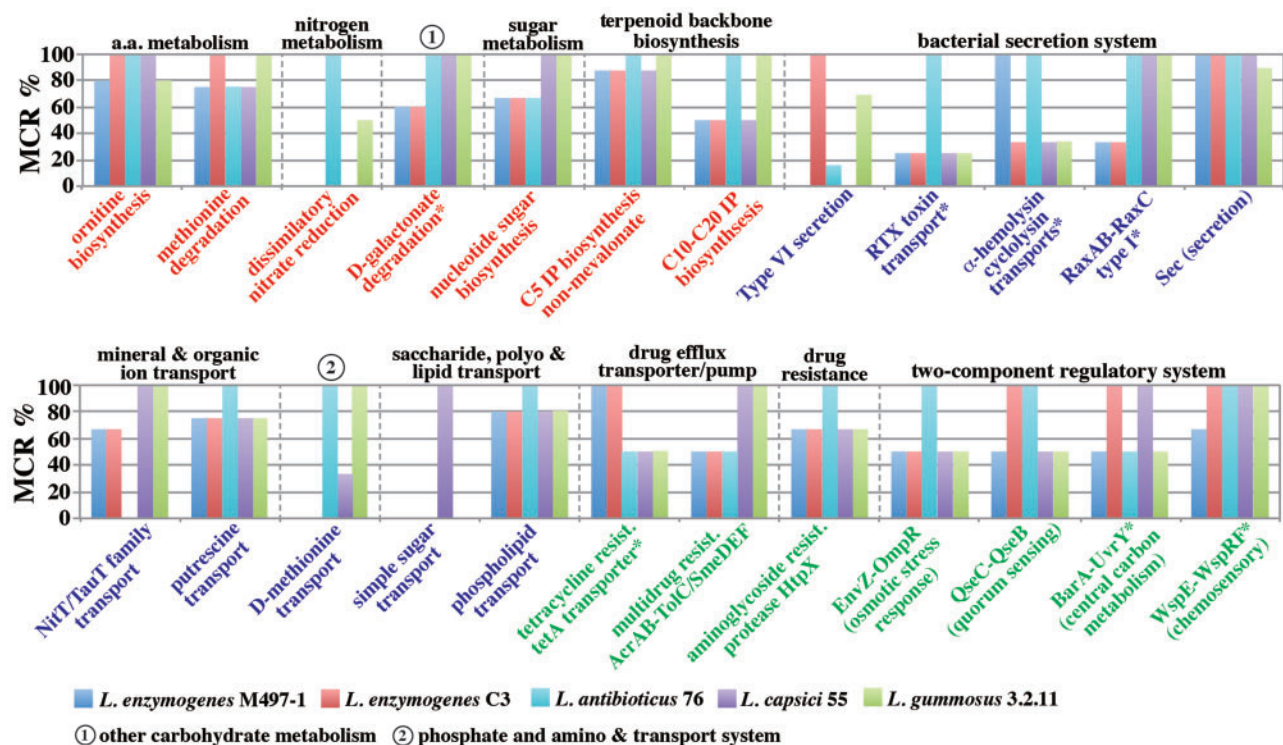 nitrogen
metabolism
terpenoid backbone
biosynthesis
a.a. metabolism
①
sugar
metabolism
bacterial secretion system
MCR %
100
80
60
40
20
0
ornitine
biosynthesis
methionine
degradation
dissimilatory
nitrate reduction
D-galactonate
degradation*
nucleotide sugar
biosynthesis
C5 IP biosynthesis
non-mevalonate
C10-C20 IP
biosynthsesis
Type VI secretion
RTX toxin
transport*
α-hemolysin
cyclolysin
transports*
RaxAB-RaxC
type I*
Sec (secretion)
mineral & organic
ion transport
②
saccharide, polyo &
lipid transport
drug efflux
transporter/pump
drug
resistance
two-component regulatory system
MCR %
100
80
60
40
20
0
NitT/TauT family
transport
putrescine
transport
D-methionine
transport
simple sugar
transport
phospholipid
transport
tetracycline resist.
tetA transporter*
multidrug resist.
AcrAB-TolC/SmeDEF
aminoglycoside resist.
protease HtpX
EnvZ-OmpR
(osmotic stress
response)
QseC-QseB
(quorum sensing)
BarA-UvrY*
(central carbon
metabolism)
WspE-WspRF*
(chemosensory)
L. enzymogenes M497-1 L. enzymogenes C3 L. antibioticus 76 L. capsici 55 L. gummosus 3.2.11
① other carbohydrate metabolism ② phosphate and amino & transport system